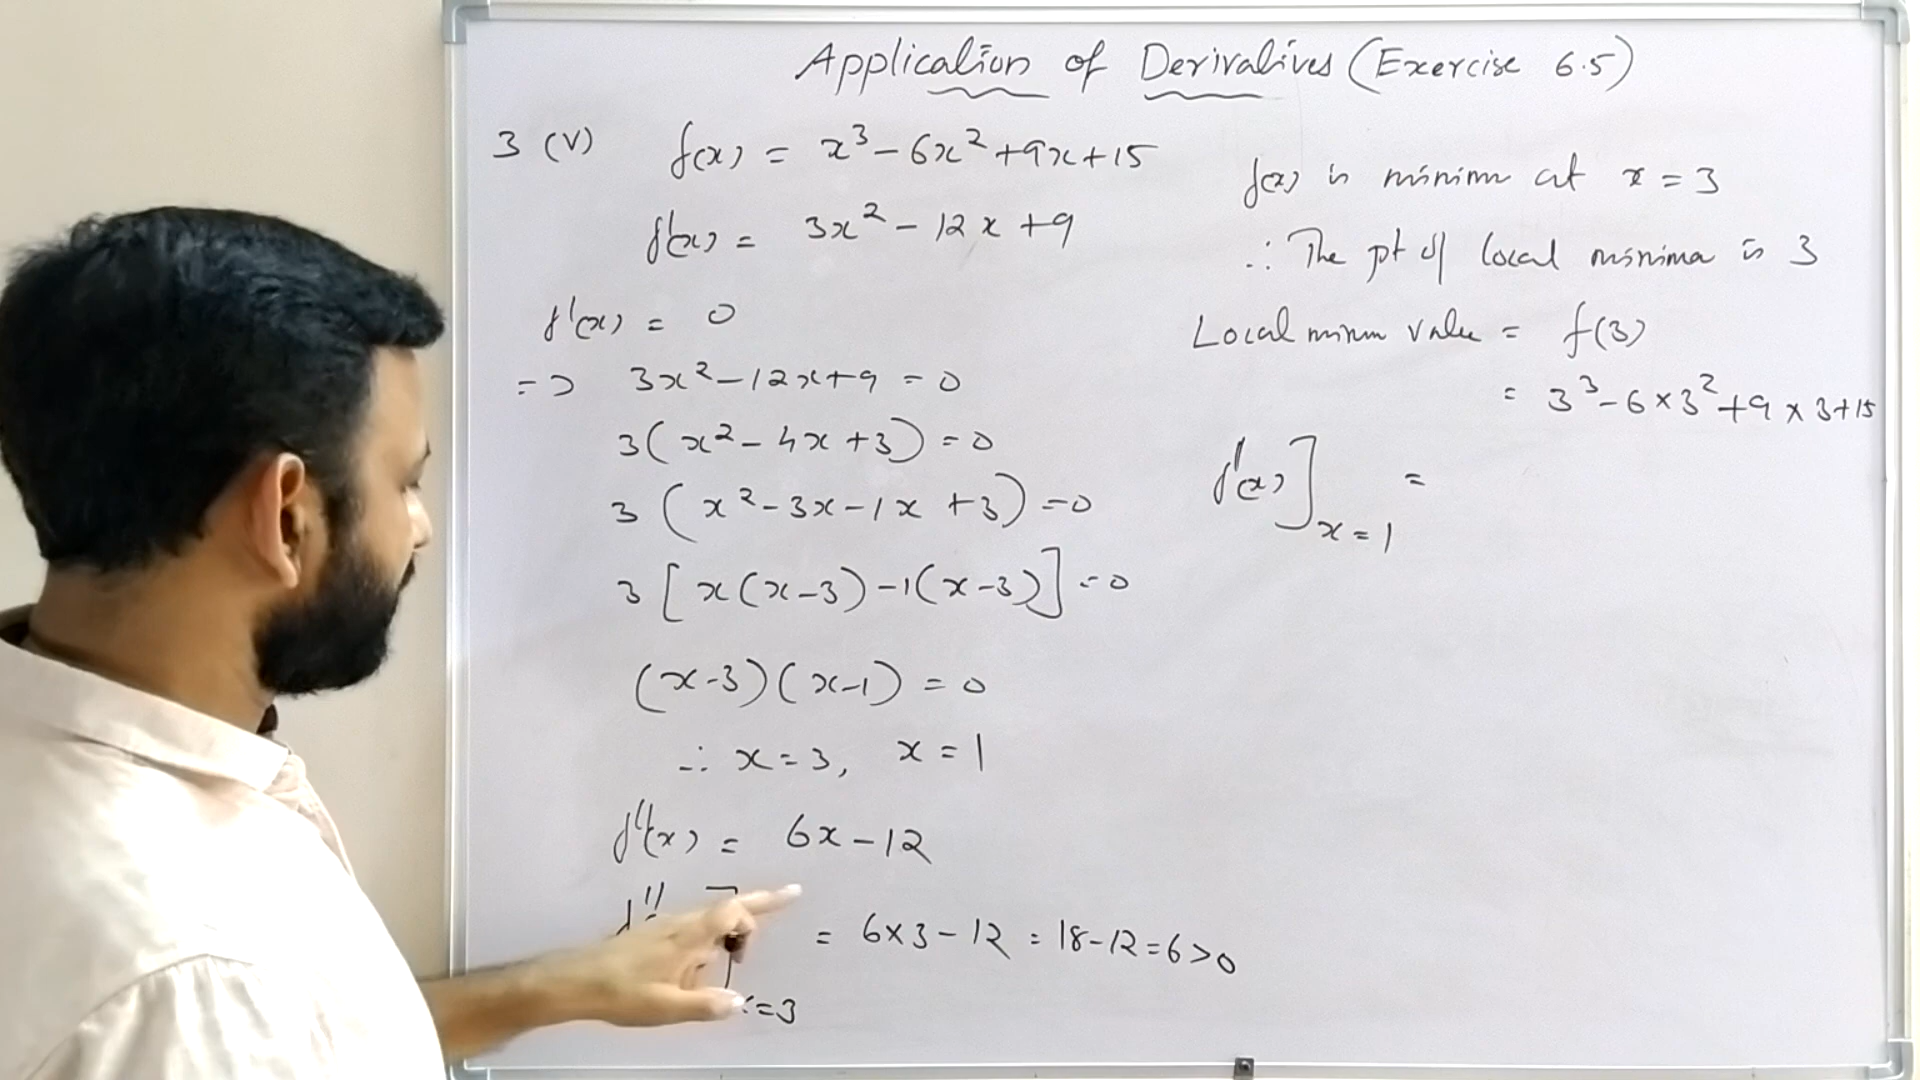 Application of Derivatives (Exercise 6.5)
3 (V) f(x) = x³ - 6x² + 9x + 15
f'(x) = 3x² - 12x + 9
f'(x) = 0
=> 3x² - 12x + 9 = 0
3(x² - 4x + 3) = 0
3(x² - 3x - 1x + 3) = 0
3[x(x-3) - 1(x-3)] = 0
(x-3)(x-1) = 0
∴ x = 3, x = 1
f''(x) = 6x - 12
f'' ] x=3 = 6×3 - 12 = 18 - 12 = 6 > 0
f(x) is minim at x = 3
∴ The pt of local minima is 3
Local minm value = f(3)
= 3³ - 6×3² + 9×3 + 15
f'(x)] x=1 =